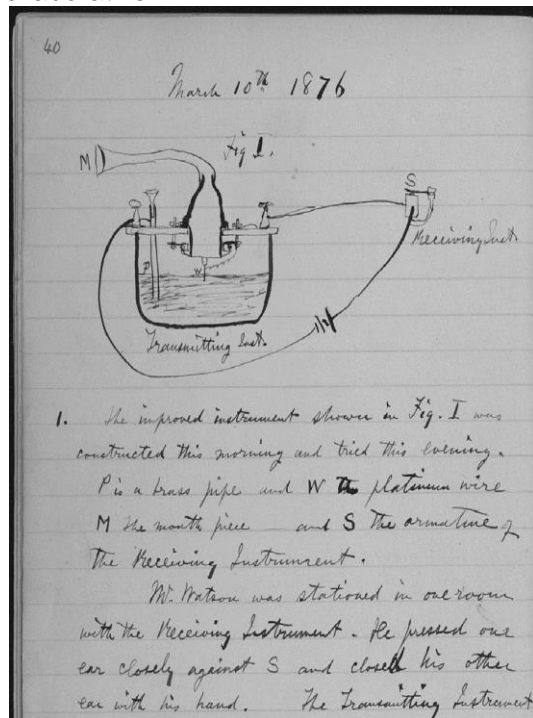 40
March 10th 1876
Fig I.
M
S
Receiving Inst.
P
W
Transmitting Inst.
1. The improved instrument shown in Fig. I was
constructed this morning and tried this evening.
P is a brass pipe and W the platinum wire
M the mouth piece and S the armature of
the Receiving Instrument.
Mr. Watson was stationed in one room
with the Receiving Instrument. He pressed one
ear closely against S and closed his other
ear with his hand. The Transmitting Instrument